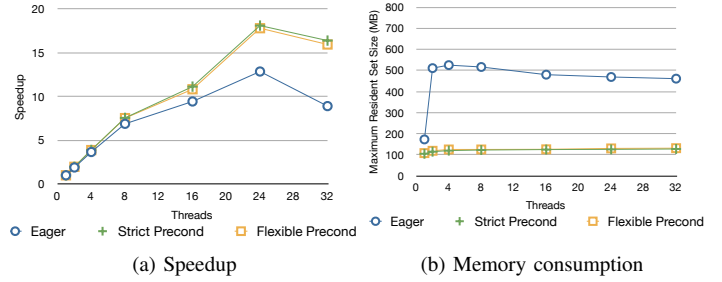 20
15
10
5
0
Speedup
0 4 8 12 16 20 24 28 32
Threads
Eager Strict Precond Flexible Precond
(a) Speedup
800
700
600
500
400
300
200
100
0
Maximum Resident Set Size (MB)
0 4 8 12 16 20 24 28 32
Threads
Eager Strict Precond Flexible Precond
(b) Memory consumption